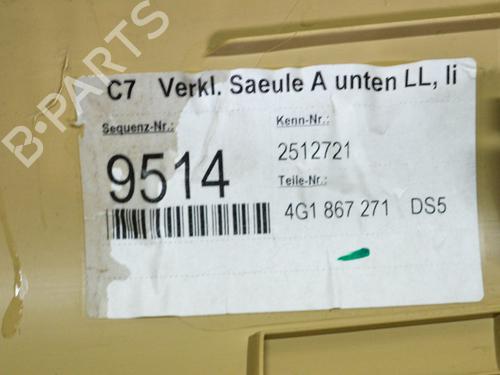 B-PARTS
C7 Verkl. Saeule A unten LL, li
Sequenz-Nr.:
Kenn-Nr.:
9514
2512721
Teile-Nr.:
4G1 867 271 DS5